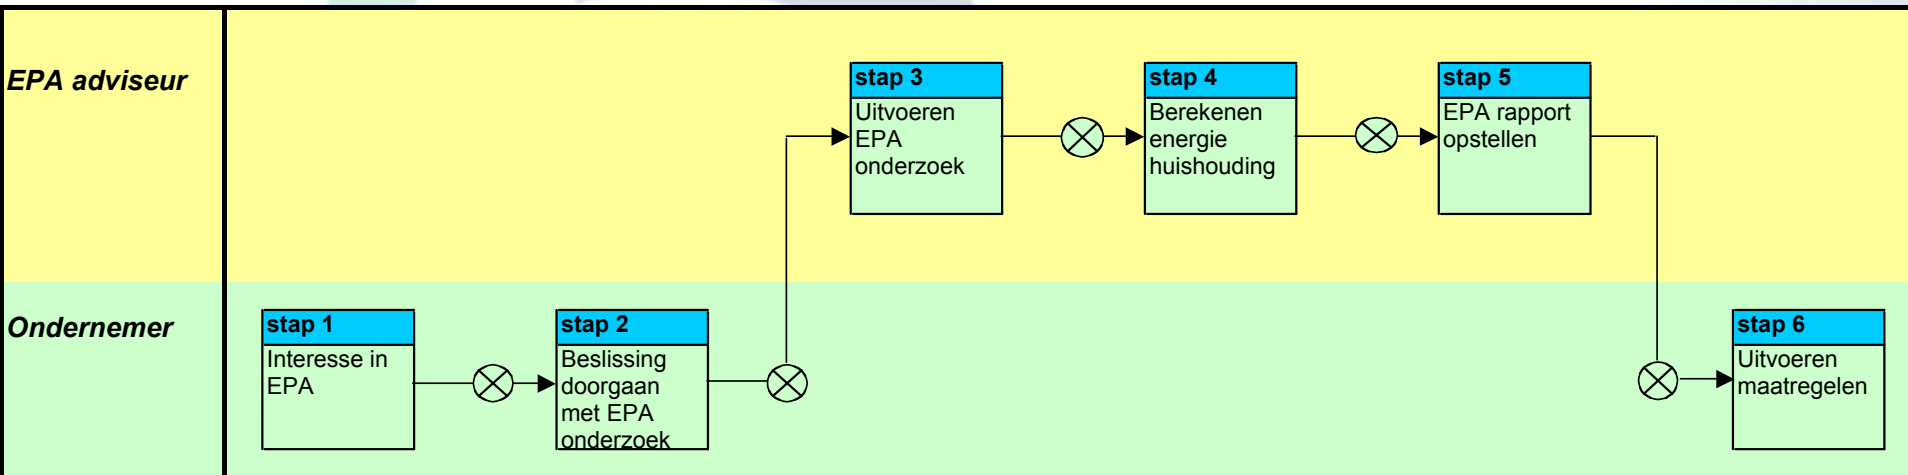 EPA adviseur
stap 3
Uitvoeren
EPA
onderzoek
stap 4
Berekenen
energie
huishouding
stap 5
EPA rapport
opstellen
Ondernemer
stap 1
Interesse in
EPA
stap 2
Beslissing
doorgaan
met EPA
onderzoek
stap 6
Uitvoeren
maatregelen